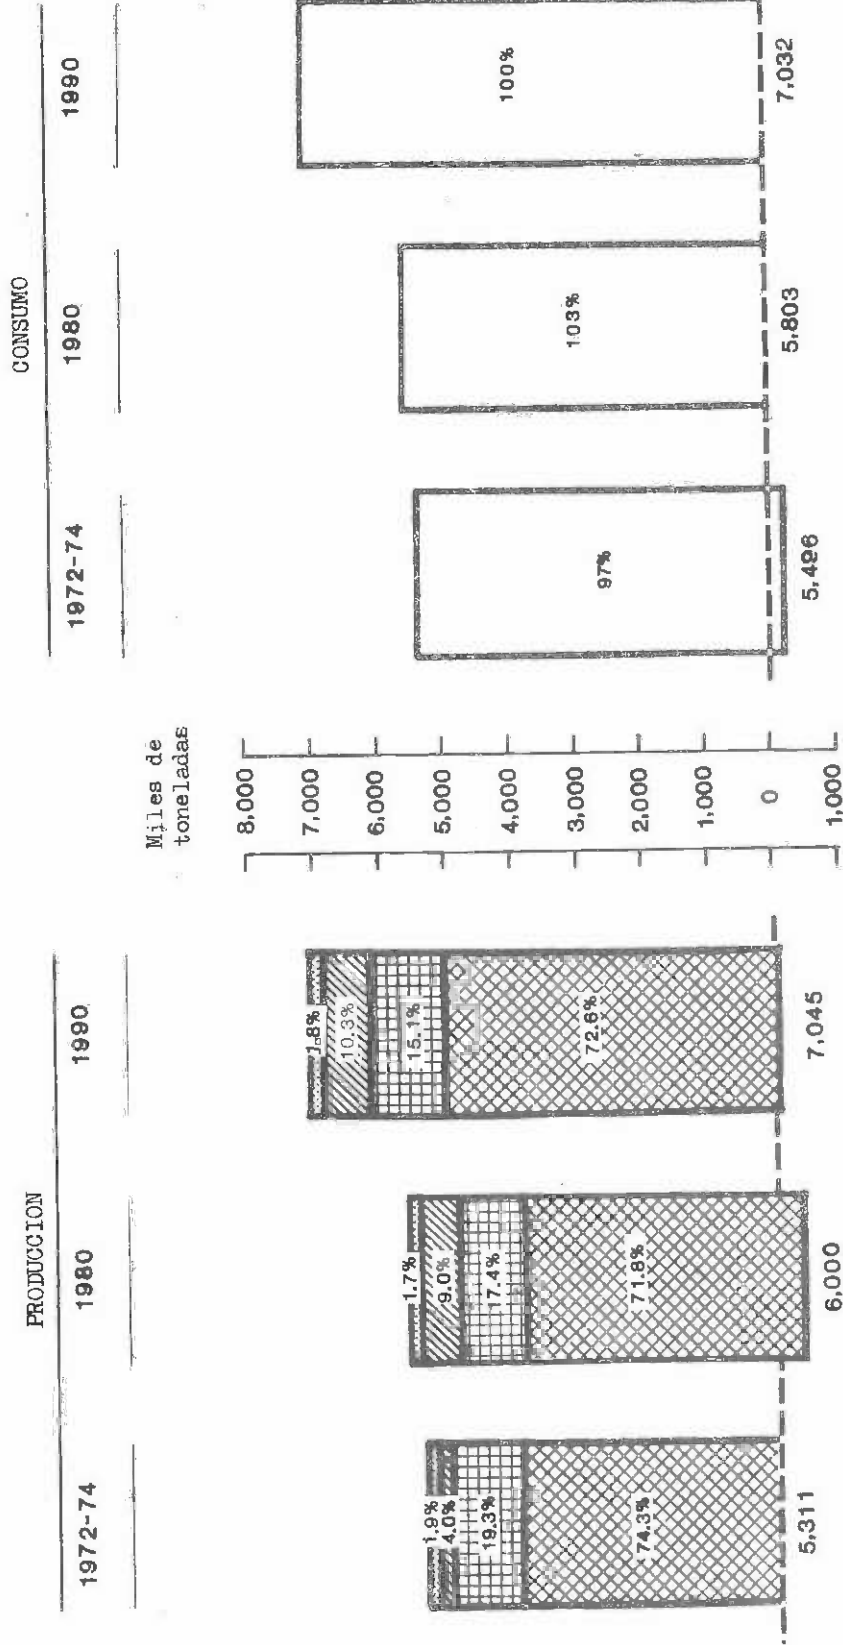 PRODUCCION
1972-74 1980 1990
1.9% 1.7% 1.8%
4.0% 9.0% 10.3%
19.3% 17.4% 15.1%
74.3% 71.8% 72.6%
5,311 6,000 7,045
Miles de
toneladas
8,000
7,000
6,000
5,000
4,000
3,000
2,000
1.000
0
1,000
CONSUMO
1972-74 1980 1990
97% 103% 100%
5,496 5,803 7,032